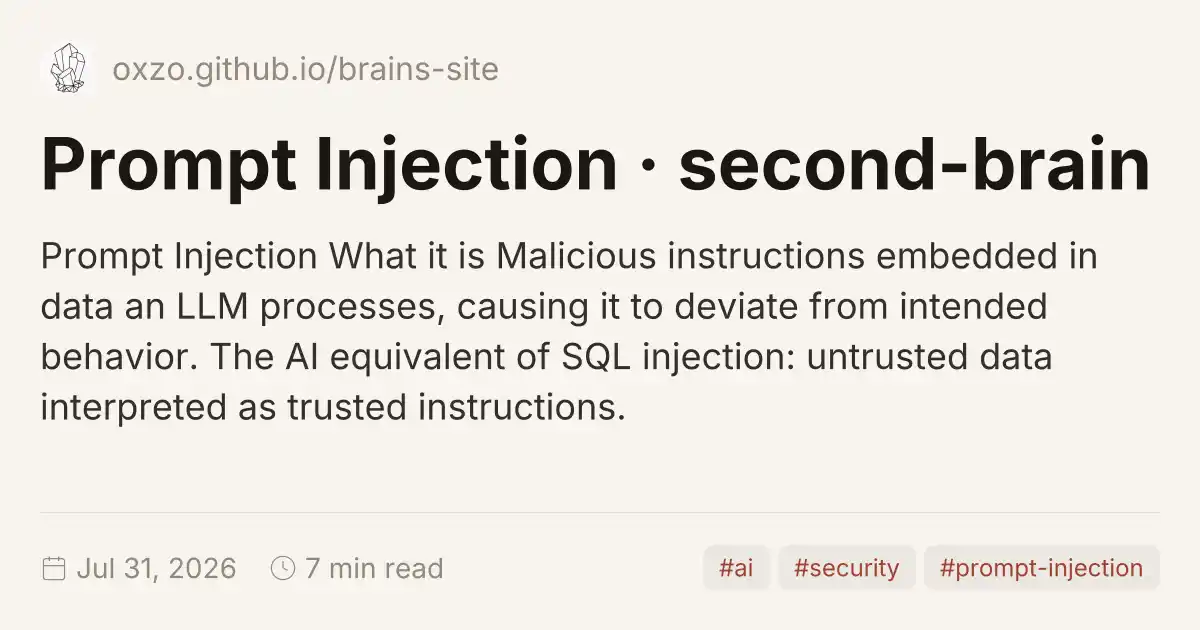 oxzo.github.io/brains-site
Prompt Injection · second-brain
Prompt Injection What it is Malicious instructions embedded in
data an LLM processes, causing it to deviate from intended
behavior. The AI equivalent of SQL injection: untrusted data
interpreted as trusted instructions.
Jul 31, 2026 7 min read #ai #security #prompt-injection